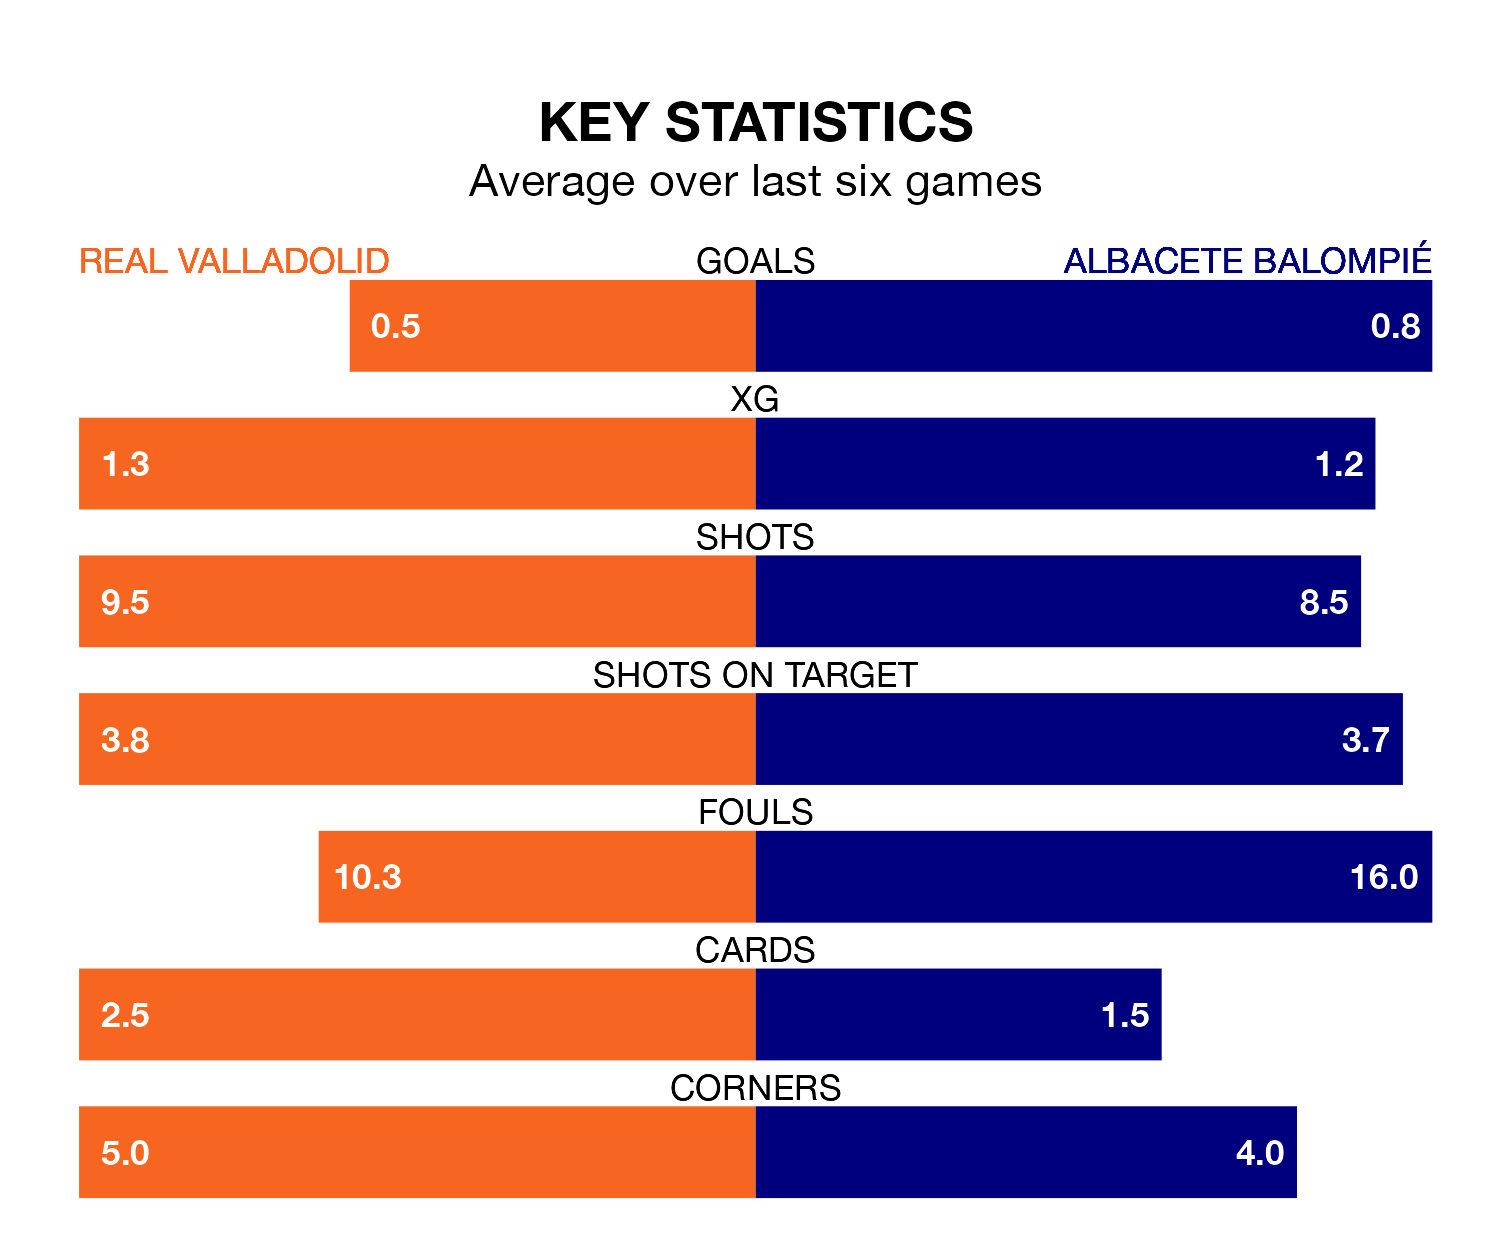 KEY STATISTICS
Average over last six games
REAL VALLADOLID GOALS ALBACETE BALOMPIÉ
0.5 0.8
XG
1.3 1.2
SHOTS
9.5 8.5
SHOTS ON TARGET
3.8 3.7
FOULS
10.3 16.0
CARDS
2.5 1.5
CORNERS
5.0 4.0